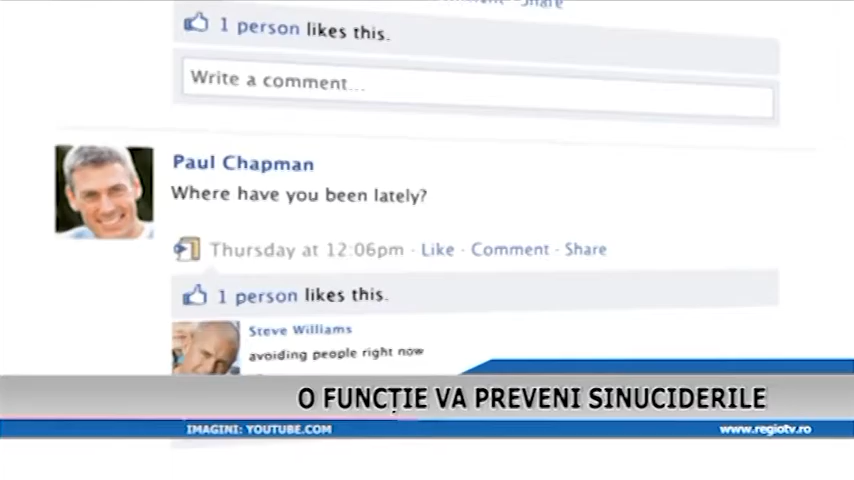 Share
1 person likes this.
Write a comment...
Paul Chapman
Where have you been lately?
Thursday at 12:06pm · Like · Comment · Share
1 person likes this.
Steve Williams
avoiding people right now
O FUNCȚIE VA PREVENI SINUCIDERILE
IMAGINI: YOUTUBE.COM
www.regiotv.ro